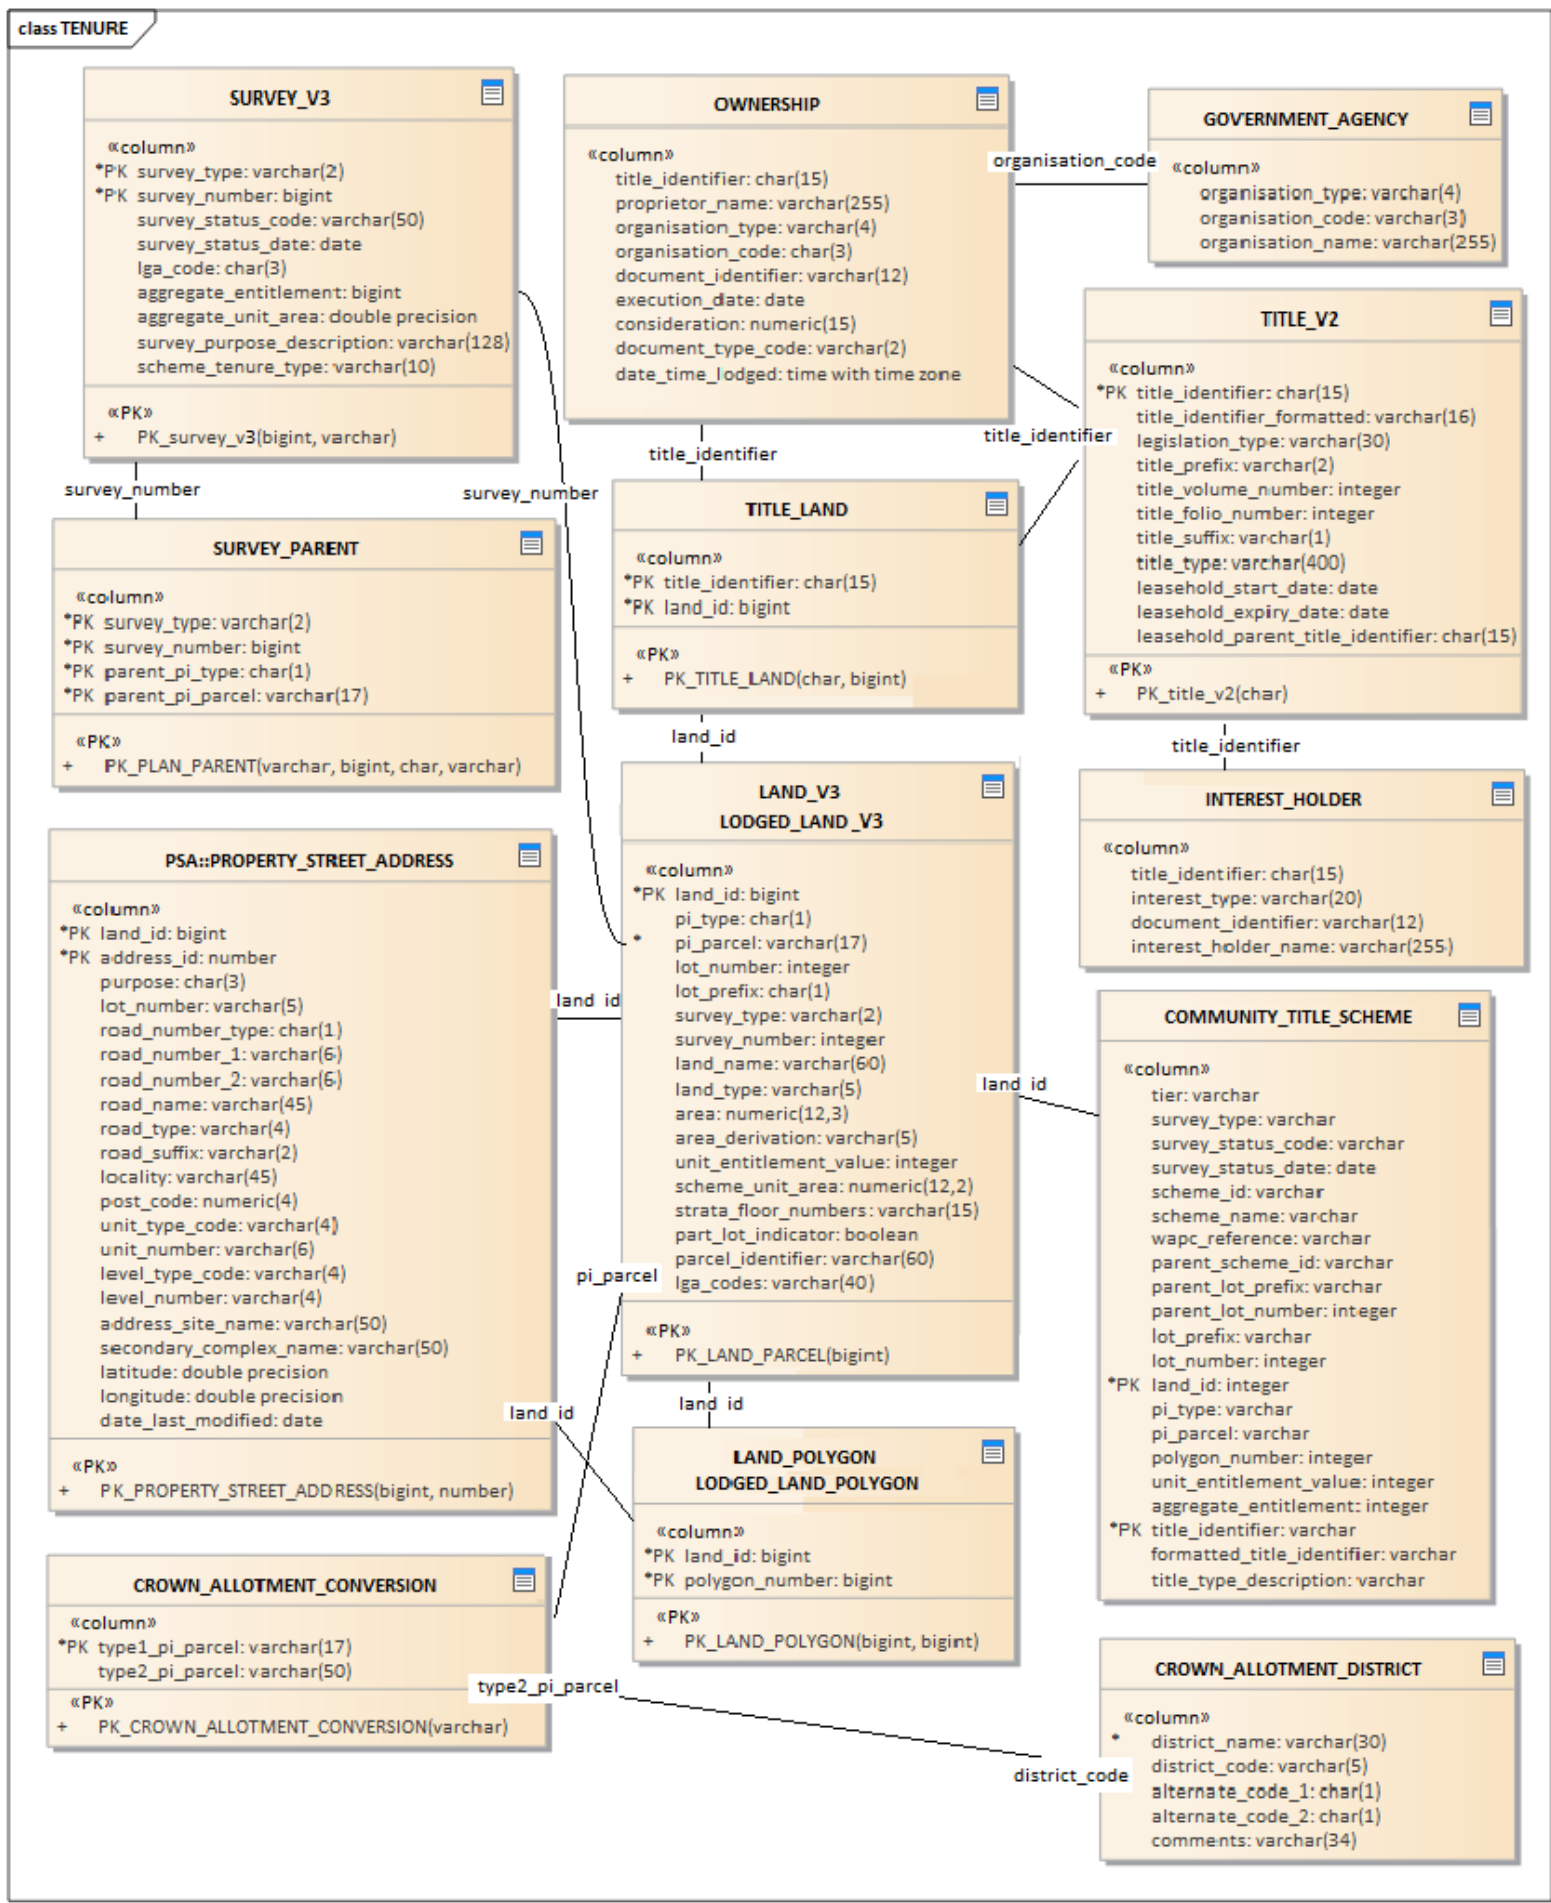 class TENURE
SURVEY_V3
«column»
*PK survey_type: varchar(2)
*PK survey_number: bigint
survey_status_code: varchar(50)
survey_status_date: date
lga_code: char(3)
aggregate_entitlement: bigint
aggregate_unit_area: double precision
survey_purpose_description: varchar(128)
scheme_tenure_type: varchar(10)
«PK»
+ PK_survey_v3(bigint, varchar)
OWNERSHIP
«column»
title_identifier: char(15)
proprietor_name: varchar(255)
organisation_type: varchar(4)
organisation_code: char(3)
document_identifier: varchar(12)
execution_date: date
consideration: numeric(15)
document_type_code: varchar(2)
date_time_lodged: time with time zone
organisation_code
GOVERNMENT_AGENCY
«column»
organisation_type: varchar(4)
organisation_code: varchar(3)
organisation_name: varchar(255)
TITLE_V2
«column»
*PK title_identifier: char(15)
title_identifier_formatted: varchar(16)
legislation_type: varchar(30)
title_prefix: varchar(2)
title_volume_number: integer
title_folio_number: integer
title_suffix: varchar(1)
title_type: varchar(400)
leasehold_start_date: date
leasehold_expiry_date: date
leasehold_parent_title_identifier: char(15)
«PK»
+ PK_title_v2(char)
title_identifier
title_identifier
survey_number
survey_number
SURVEY_PARENT
«column»
*PK survey_type: varchar(2)
*PK survey_number: bigint
*PK parent_pi_type: char(1)
*PK parent_pi_parcel: varchar(17)
«PK»
+ PK_PLAN_PARENT(varchar, bigint, char, varchar)
TITLE_LAND
«column»
*PK title_identifier: char(15)
*PK land_id: bigint
«PK»
+ PK_TITLE_LAND(char, bigint)
land_id
title_identifier
INTEREST_HOLDER
«column»
title_identifier: char(15)
interest_type: varchar(20)
document_identifier: varchar(12)
interest_holder_name: varchar(255)
PSA::PROPERTY_STREET_ADDRESS
«column»
*PK land_id: bigint
*PK address_id: number
purpose: char(3)
lot_number: varchar(5)
road_number_type: char(1)
road_number_1: varchar(6)
road_number_2: varchar(6)
road_name: varchar(45)
road_type: varchar(4)
road_suffix: varchar(2)
locality: varchar(45)
post_code: numeric(4)
unit_type_code: varchar(4)
unit_number: varchar(6)
level_type_code: varchar(4)
level_number: varchar(4)
address_site_name: varchar(50)
secondary_complex_name: varchar(50)
latitude: double precision
longitude: double precision
date_last_modified: date
«PK»
+ PK_PROPERTY_STREET_ADDRESS(bigint, number)
land_id
LAND_V3
LODGED_LAND_V3
«column»
*PK land_id: bigint
pi_type: char(1)
* pi_parcel: varchar(17)
lot_number: integer
lot_prefix: char(1)
survey_type: varchar(2)
survey_number: integer
land_name: varchar(60)
land_type: varchar(5)
area: numeric(12,3)
area_derivation: varchar(5)
unit_entitlement_value: integer
scheme_unit_area: numeric(12,2)
strata_floor_numbers: varchar(15)
part_lot_indicator: boolean
parcel_identifier: varchar(60)
lga_codes: varchar(40)
«PK»
+ PK_LAND_PARCEL(bigint)
land_id
COMMUNITY_TITLE_SCHEME
«column»
tier: varchar
survey_type: varchar
survey_status_code: varchar
survey_status_date: date
scheme_id: varchar
scheme_name: varchar
wapc_reference: varchar
parent_scheme_id: varchar
parent_lot_prefix: varchar
parent_lot_number: integer
lot_prefix: varchar
lot_number: integer
*PK land_id: integer
pi_type: varchar
pi_parcel: varchar
polygon_number: integer
unit_entitlement_value: integer
aggregate_entitlement: integer
*PK title_identifier: varchar
formatted_title_identifier: varchar
title_type_description: varchar
pi_parcel
land_id
land_id
LAND_POLYGON
LODGED_LAND_POLYGON
«column»
*PK land_id: bigint
*PK polygon_number: bigint
«PK»
+ PK_LAND_POLYGON(bigint, bigint)
CROWN_ALLOTMENT_CONVERSION
«column»
*PK type1_pi_parcel: varchar(17)
type2_pi_parcel: varchar(50)
«PK»
+ PK_CROWN_ALLOTMENT_CONVERSION(varchar)
type2_pi_parcel
district_code
CROWN_ALLOTMENT_DISTRICT
«column»
* district_name: varchar(30)
district_code: varchar(5)
alternate_code_1: char(1)
alternate_code_2: char(1)
comments: varchar(34)